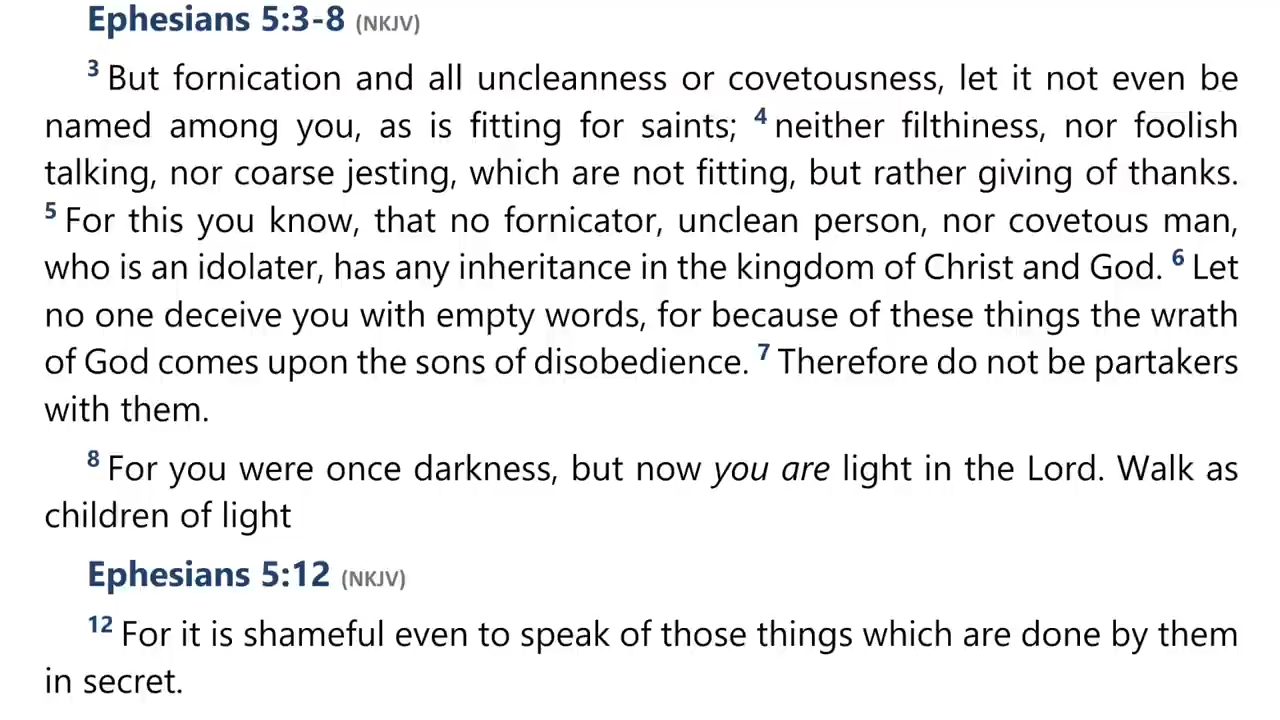 Ephesians 5:3-8 (NKJV)
3 But fornication and all uncleanness or covetousness, let it not even be
named among you, as is fitting for saints; 4 neither filthiness, nor foolish
talking, nor coarse jesting, which are not fitting, but rather giving of thanks.
5 For this you know, that no fornicator, unclean person, nor covetous man,
who is an idolater, has any inheritance in the kingdom of Christ and God. 6 Let
no one deceive you with empty words, for because of these things the wrath
of God comes upon the sons of disobedience. 7 Therefore do not be partakers
with them.
8 For you were once darkness, but now you are light in the Lord. Walk as
children of light
Ephesians 5:12 (NKJV)
12 For it is shameful even to speak of those things which are done by them
in secret.